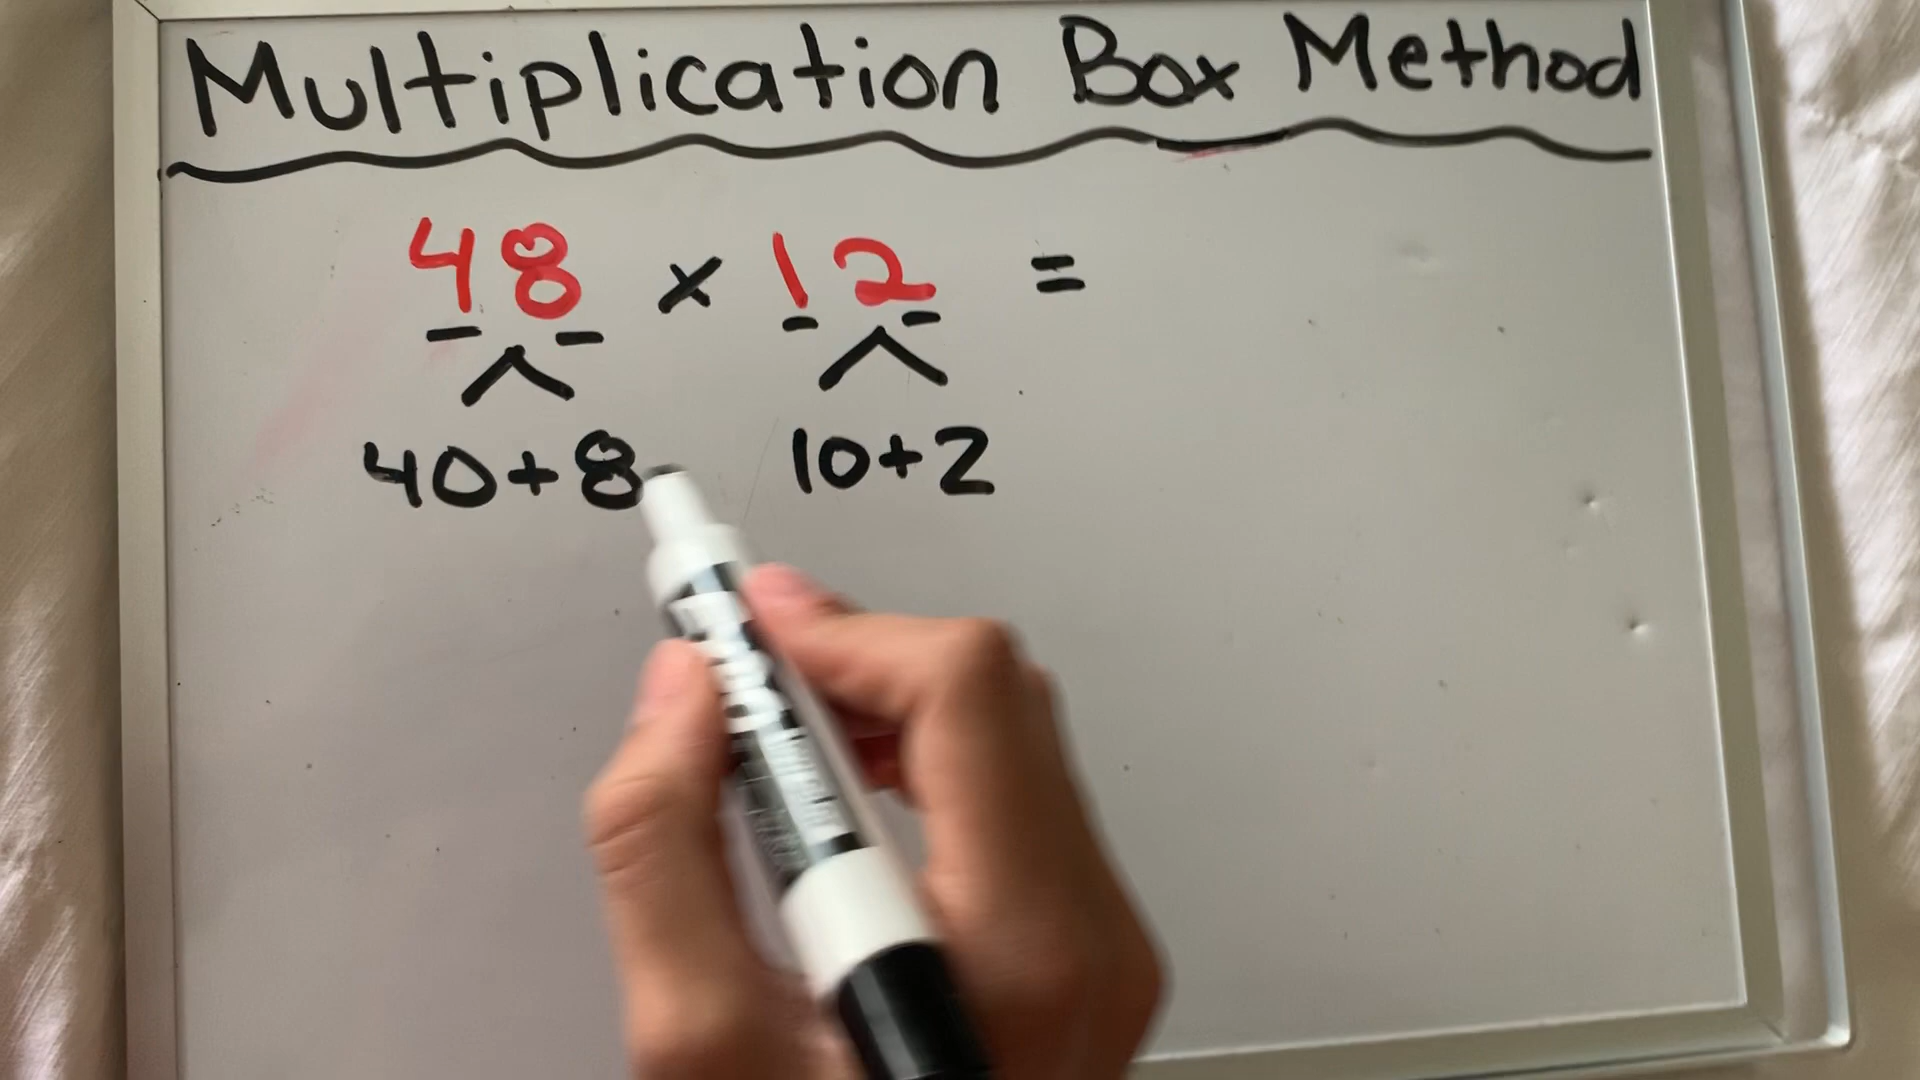 Multiplication Box Method
48 x 12 =
40+8 10+2